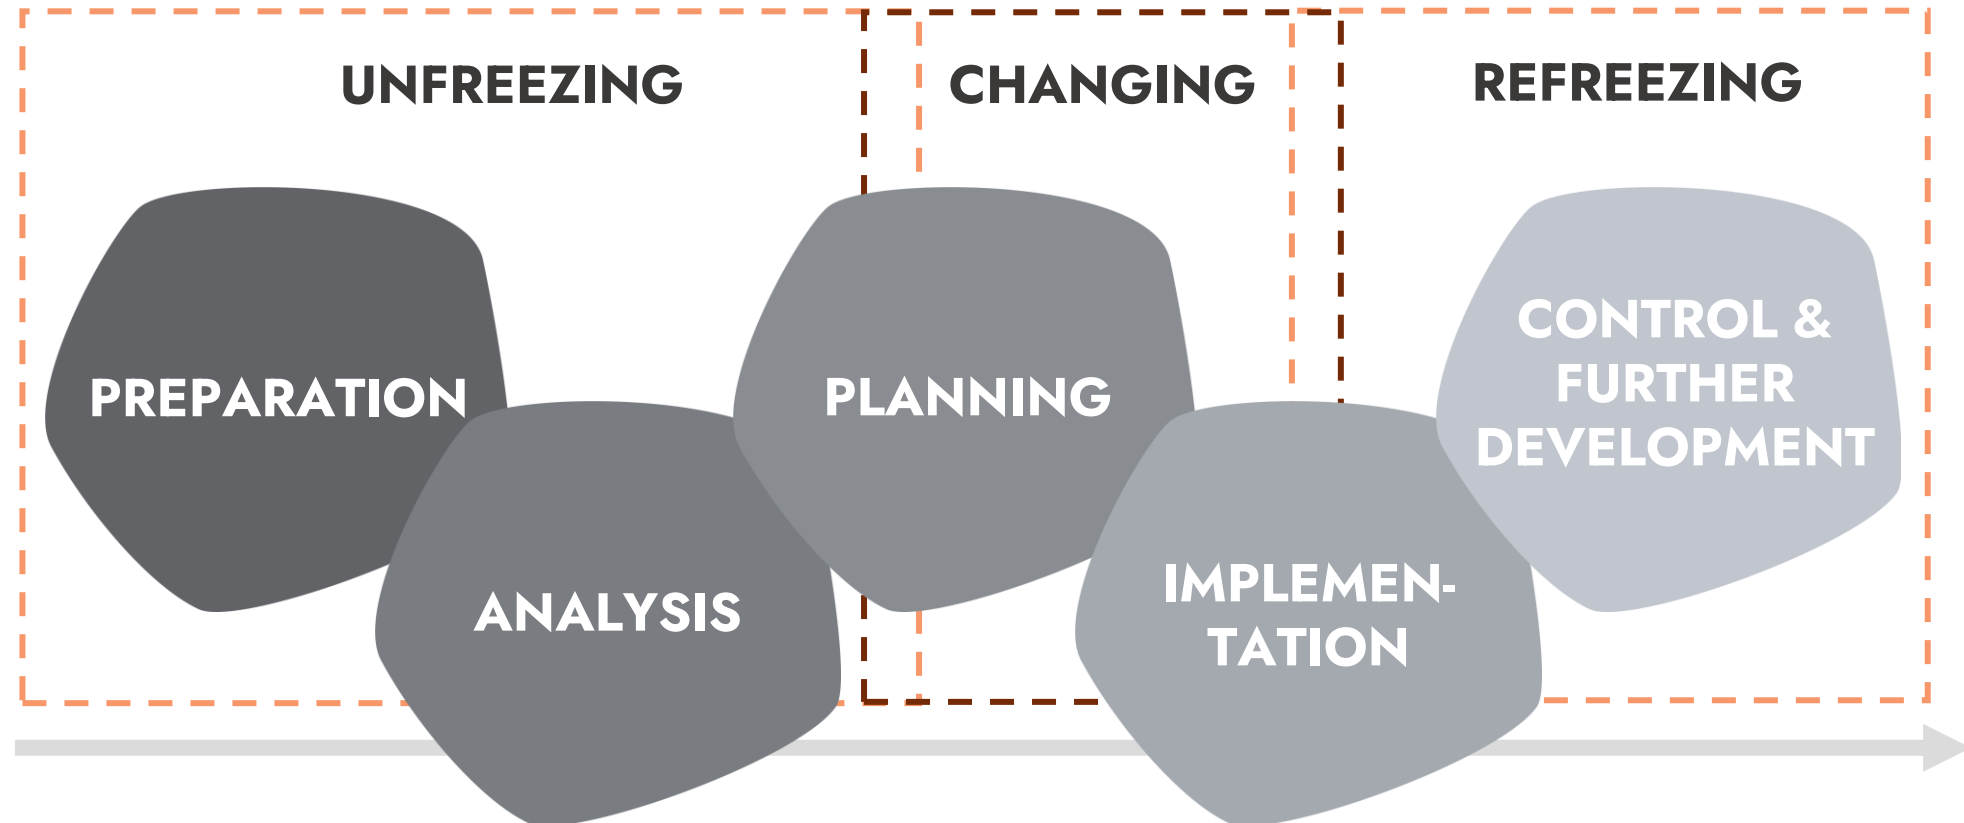 UNFREEZING
CHANGING
REFREEZING
PREPARATION
ANALYSIS
PLANNING
IMPLEMEN-
TATION
CONTROL &
FURTHER
DEVELOPMENT